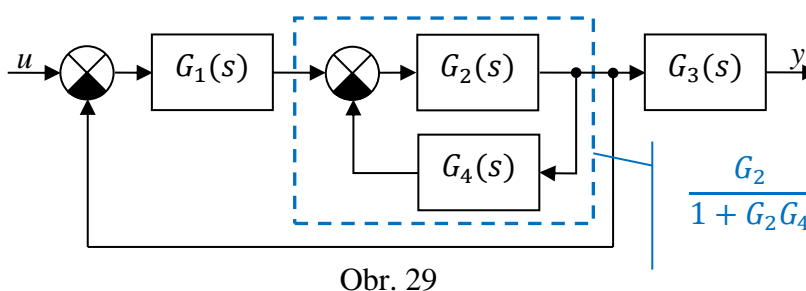 u
G₁(s)
G₂(s)
G₃(s)
y
G₄(s)
G₂
1 + G₂G₄
Obr. 29